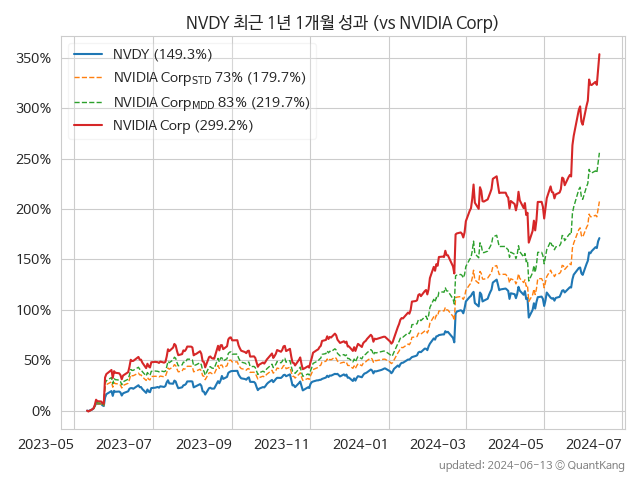 NVDY 최근 1년 1개월 성과 (vs NVIDIA Corp)
350%
300%
250%
200%
150%
100%
50%
0%
NVDY (149.3%)
NVIDIA CorpSTD 73% (179.7%)
NVIDIA CorpMDD 83% (219.7%)
NVIDIA Corp (299.2%)
2023-05 2023-07 2023-09 2023-11 2024-01 2024-03 2024-05 2024-07
updated: 2024-06-13 © QuantKang